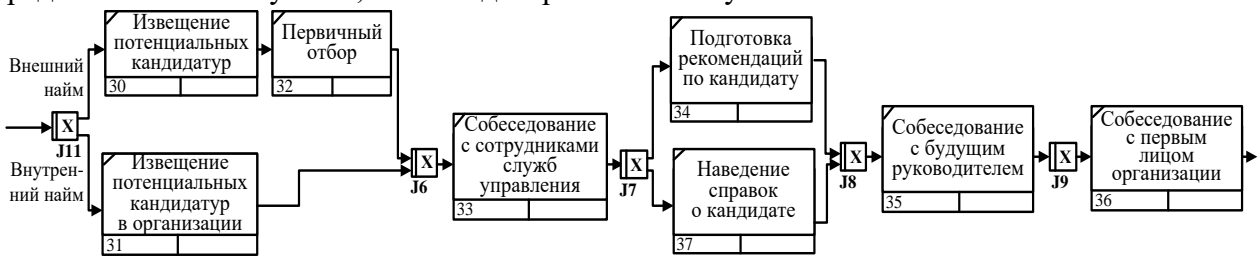 Внешний
найм
X
J11
Внутрен-
ний найм
Извещение
потенциальных
кандидатур
30
Первичный
отбор
32
Извещение
потенциальных
кандидатур
в организации
31
X
J6
Собеседование
с сотрудниками
служб
управления
33
X
J7
Подготовка
рекомендаций
по кандидату
34
Наведение
справок
о кандидате
37
X
J8
Собеседование
с будущим
руководителем
35
X
J9
Собеседование
с первым
лицом
организации
36